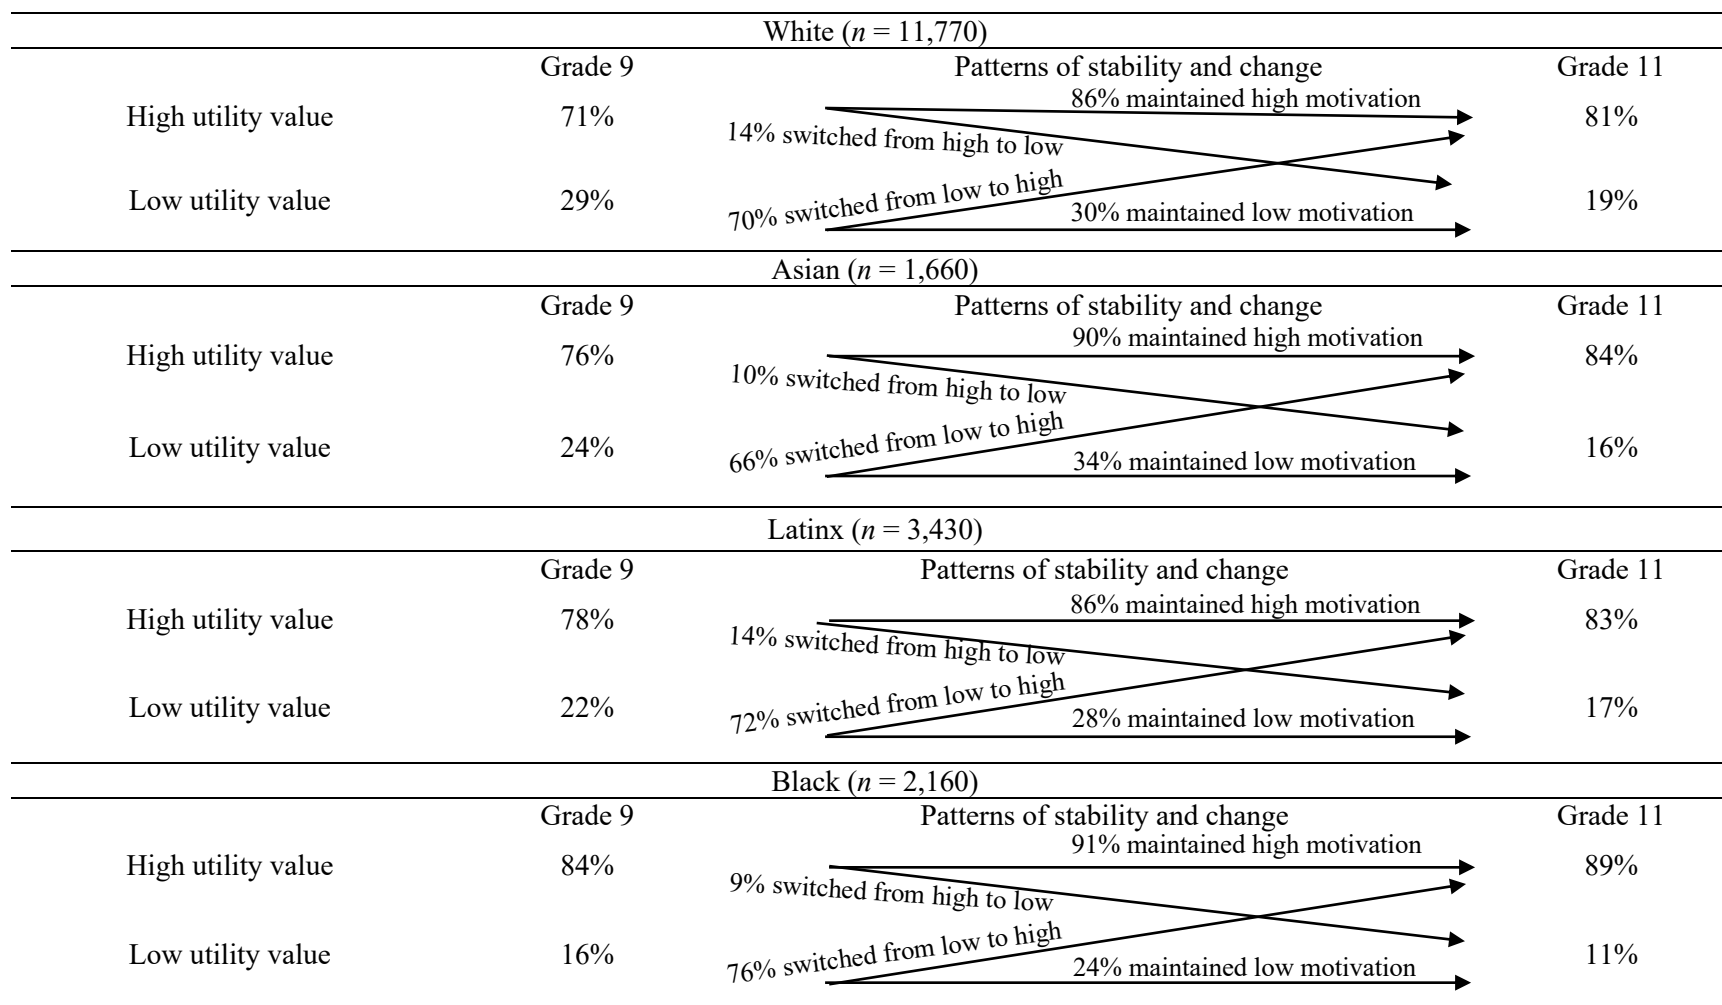 White (n = 11,770)
Grade 9 Patterns of stability and change Grade 11
86% maintained high motivation
High utility value 71% 81%
14% switched from high to low
70% switched from low to high
Low utility value 29% 19%
30% maintained low motivation
Asian (n = 1,660)
Grade 9 Patterns of stability and change Grade 11
90% maintained high motivation
High utility value 76% 84%
10% switched from high to low
66% switched from low to high
Low utility value 24% 16%
34% maintained low motivation
Latinx (n = 3,430)
Grade 9 Patterns of stability and change Grade 11
86% maintained high motivation
High utility value 78% 83%
14% switched from high to low
72% switched from low to high
Low utility value 22% 17%
28% maintained low motivation
Black (n = 2,160)
Grade 9 Patterns of stability and change Grade 11
91% maintained high motivation
High utility value 84% 89%
9% switched from high to low
76% switched from low to high
Low utility value 16% 11%
24% maintained low motivation